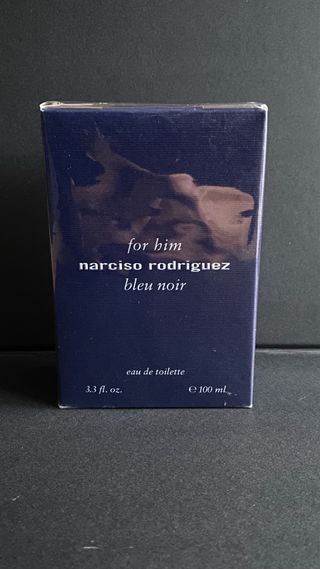 for him
narciso rodriguez
bleu noir
eau de toilette
3.3 fl. oz. ℮ 100 ml